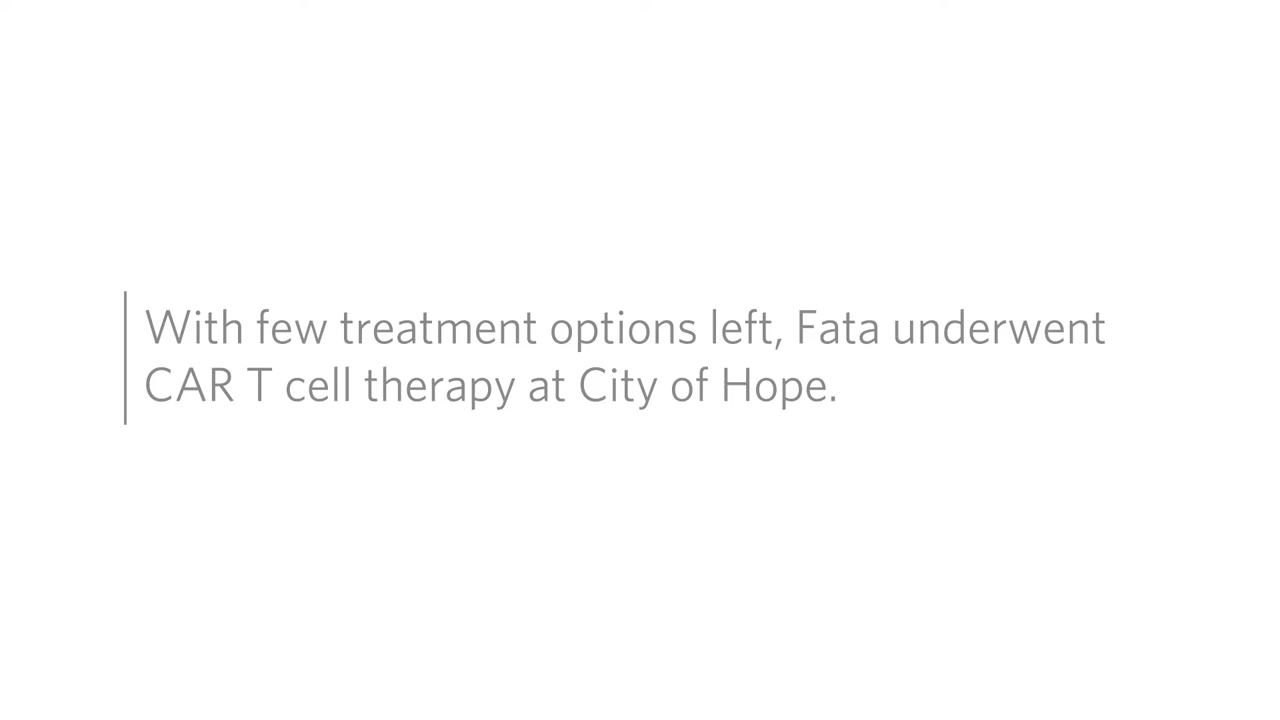 With few treatment options left, Fata underwent
CAR T cell therapy at City of Hope.